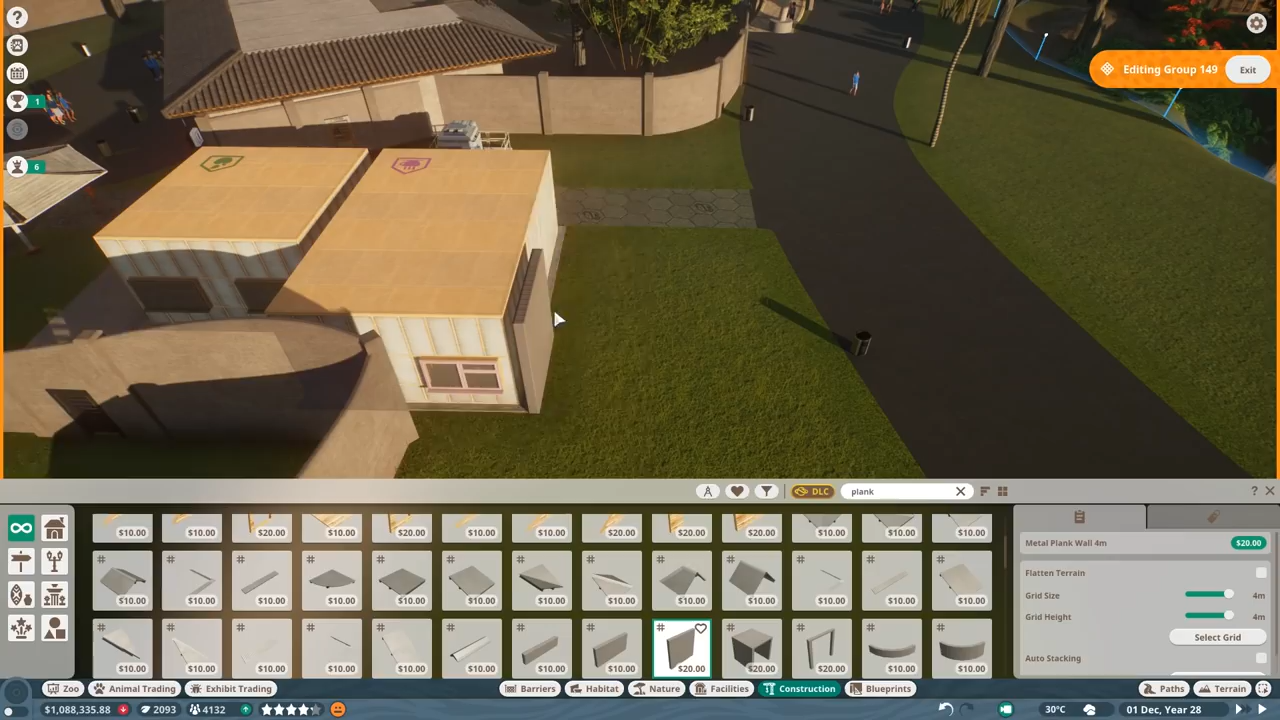 ?
Editing Group 149
Exit
1
6
DLC
plank
?
$10.00 $10.00 $20.00 $10.00 $20.00 $10.00 $10.00 $10.00 $20.00 $20.00 $10.00 $10.00 $10.00
$10.00 $10.00 $10.00 $10.00 $10.00 $10.00 $10.00 $10.00 $10.00 $10.00 $10.00 $10.00 $10.00
$10.00 $10.00 $10.00 $10.00 $10.00 $10.00 $10.00 $10.00 $20.00 $20.00 $10.00 $10.00 $10.00
Metal Plank Wall 4m $20.00
Flatten Terrain
Grid Size 4m
Grid Height 4m
Select Grid
Auto Stacking
Zoo Animal Trading Exhibit Trading Barriers Habitat Nature Facilities Construction Blueprints Paths Terrain
$1,088,335.88 2093 4132 30°C 01 Dec, Year 28